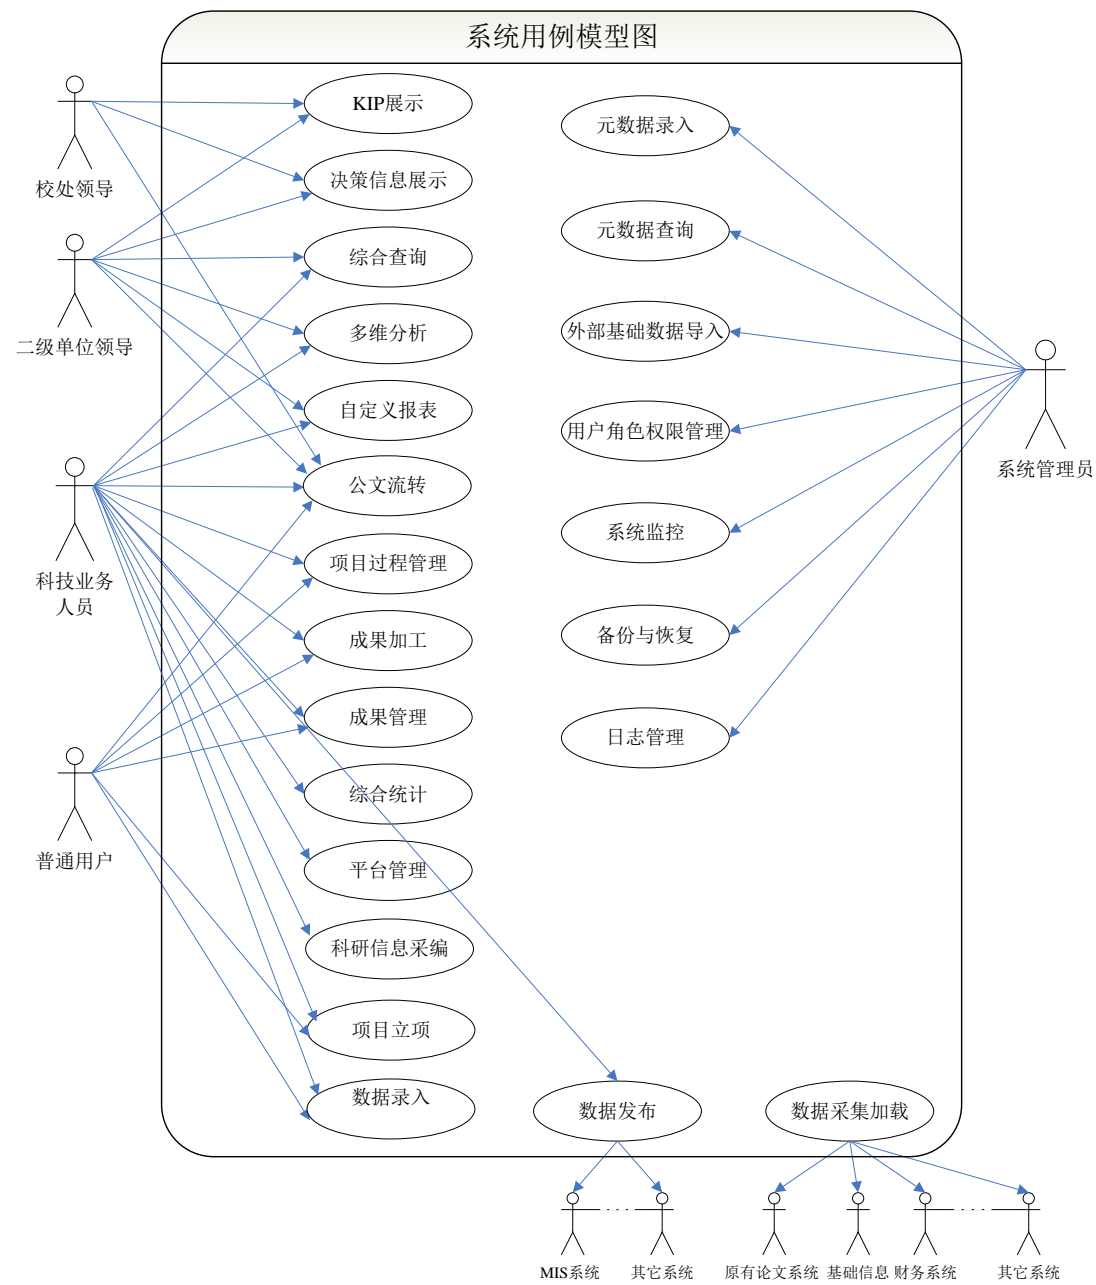 系统用例模型图
KIP展示
决策信息展示
综合查询
多维分析
自定义报表
公文流转
项目过程管理
成果加工
成果管理
综合统计
平台管理
科研信息采编
项目立项
数据录入
校处领导
二级单位领导
科技业务
人员
普通用户
元数据录入
元数据查询
外部基础数据导入
用户角色权限管理
系统监控
备份与恢复
日志管理
系统管理员
数据发布
数据采集加载
MIS系统
其它系统
原有论文系统
基础信息
财务系统
其它系统